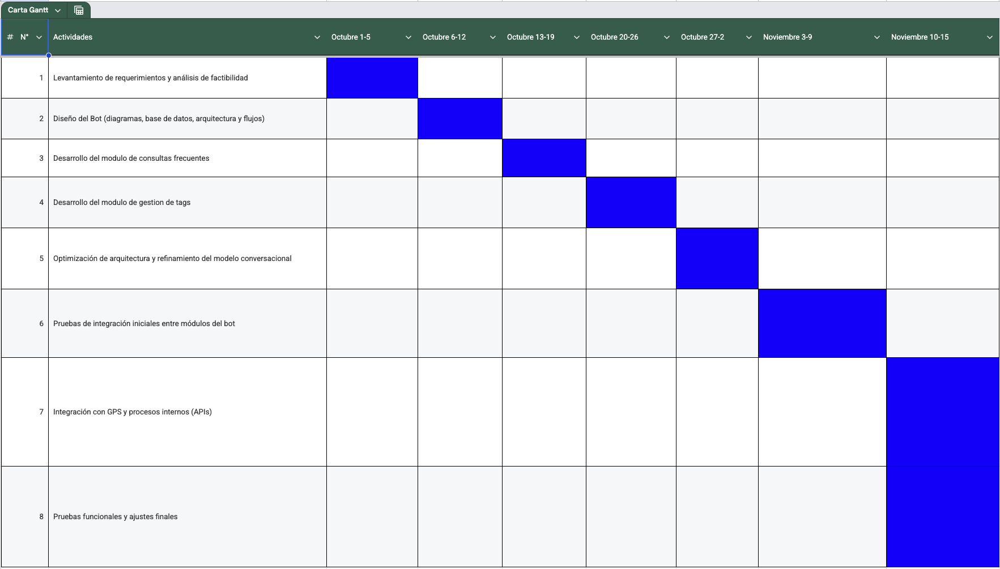 Carta Gantt
# N° Actividades Octubre 1-5 Octubre 6-12 Octubre 13-19 Octubre 20-26 Octubre 27-2 Noviembre 3-9 Noviembre 10-15
1 Levantamiento de requerimientos y análisis de factibilidad
2 Diseño del Bot (diagramas, base de datos, arquitectura y flujos)
3 Desarrollo del modulo de consultas frecuentes
4 Desarrollo del modulo de gestion de tags
5 Optimización de arquitectura y refinamiento del modelo conversacional
6 Pruebas de integración iniciales entre módulos del bot
7 Integración con GPS y procesos internos (APIs)
8 Pruebas funcionales y ajustes finales